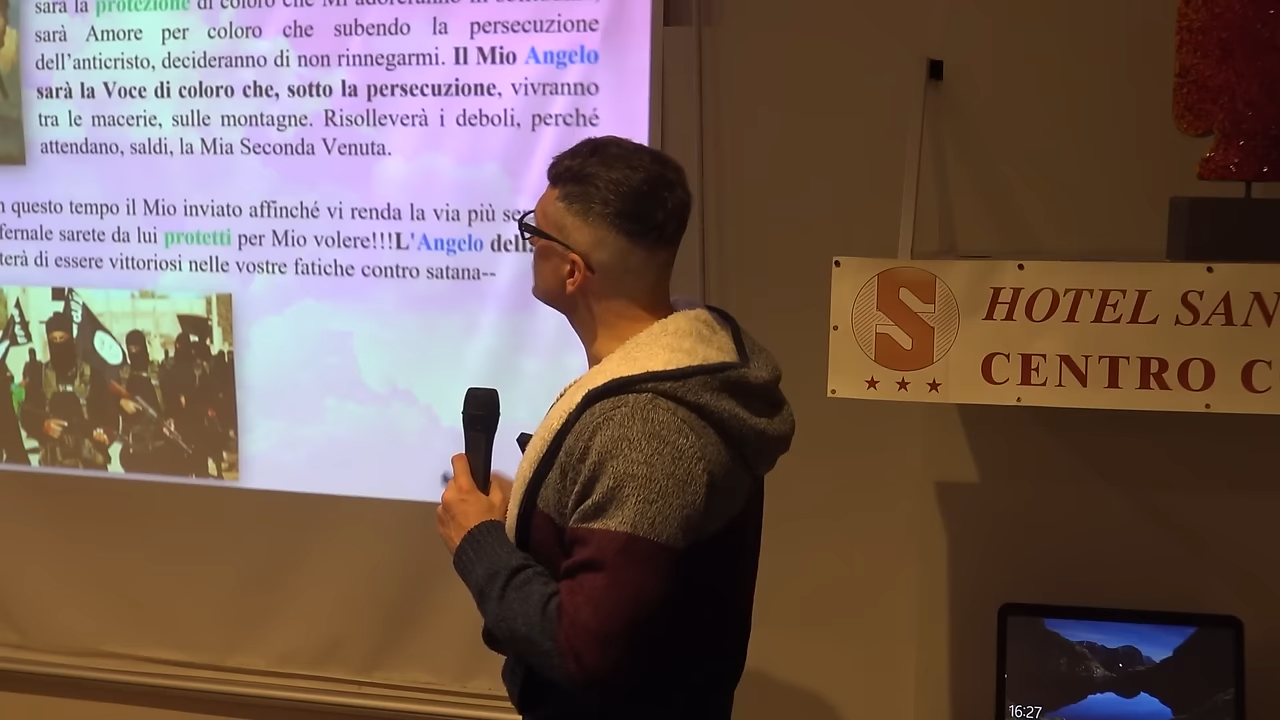 sarà la protezione di coloro che Mi adoreranno in
sarà Amore per coloro che subendo la persecuzione
dell'anticristo, decideranno di non rinnegarmi. Il Mio Angelo
sarà la Voce di coloro che, sotto la persecuzione, vivranno
tra le macerie, sulle montagne. Risolleverà i deboli, perché
attendano, saldi, la Mia Seconda Venuta.
questo tempo il Mio inviato affinché vi renda la via più
fernale sarete da lui protetti per Mio volere!!!L'Angelo
terà di essere vittoriosi nelle vostre fatiche contro satana--
S
HOTEL SAN
CENTRO C
16:27